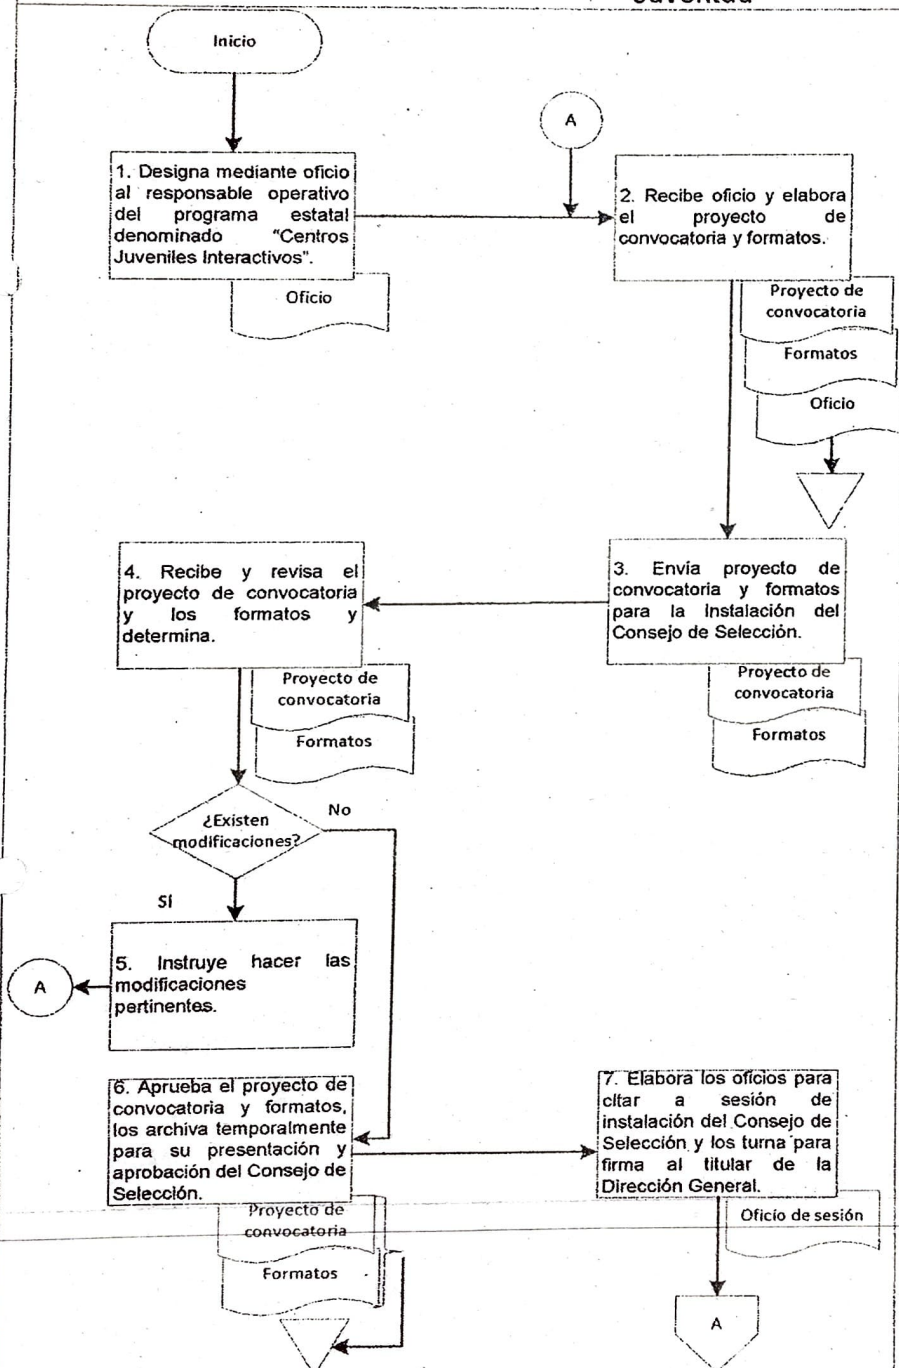 Inicio
A
1. Designa mediante oficio
al responsable operativo
del programa estatal
denominado "Centros
Juveniles Interactivos".
Oficio
2. Recibe oficio y elabora
el proyecto de
convocatoria y formatos.
Proyecto de
convocatoria
Formatos
Oficio
3. Envía proyecto de
convocatoria y formatos
para la instalación del
Consejo de Selección.
Proyecto de
convocatoria
Formatos
4. Recibe y revisa el
proyecto de convocatoria
y los formatos y
determina.
Proyecto de
convocatoria
Formatos
¿Existen
modificaciones?
No
Sí
5. Instruye hacer las
modificaciones
pertinentes.
A
6. Aprueba el proyecto de
convocatoria y formatos,
los archiva temporalmente
para su presentación y
aprobación del Consejo de
Selección.
Proyecto de
convocatoria
Formatos
7. Elabora los oficios para
citar a sesión de
instalación del Consejo de
Selección y los turna para
firma al titular de la
Dirección General.
Oficio de sesión
A